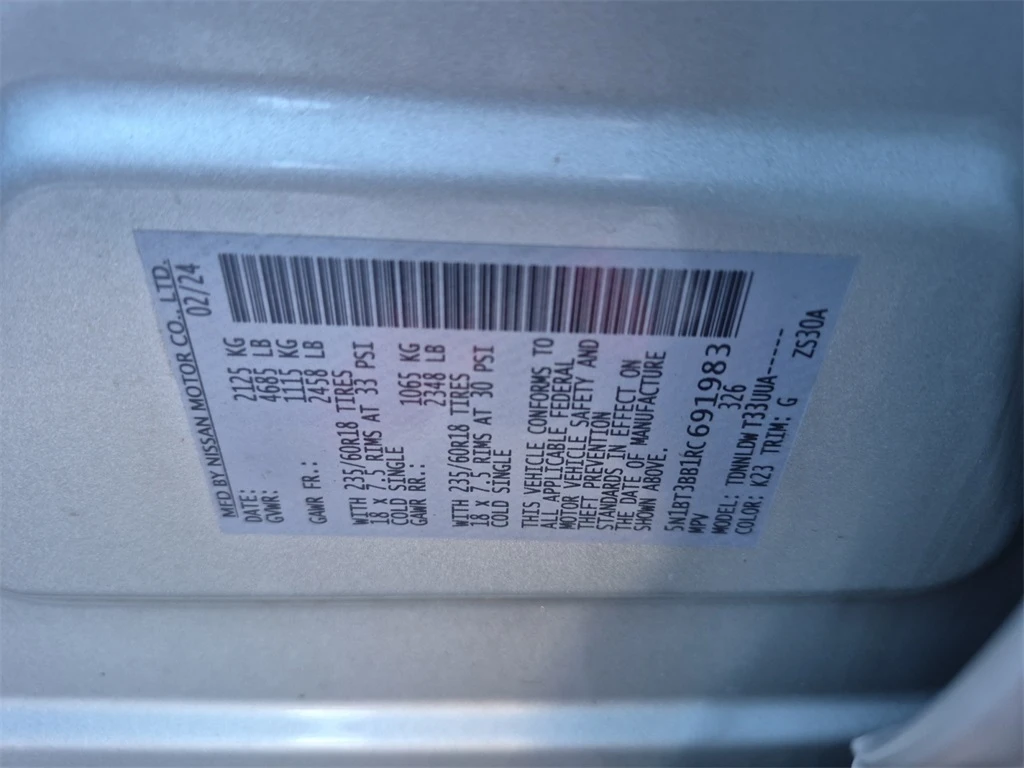 MFD BY NISSAN MOTOR CO., LTD.
DATE: 02/24
GVWR: 2125 KG
4685 LB
GAWR FR.: 1115 KG
2458 LB
WITH 235/60R18 TIRES
18 X 7.5 RIMS AT 33 PSI
COLD SINGLE
GAWR RR.: 1065 KG
2348 LB
WITH 235/60R18 TIRES
18 X 7.5 RIMS AT 30 PSI
COLD SINGLE
THIS VEHICLE CONFORMS TO
ALL APPLICABLE FEDERAL
MOTOR VEHICLE SAFETY AND
THEFT PREVENTION
STANDARDS IN EFFECT ON
THE DATE OF MANUFACTURE
SHOWN ABOVE.
5N1BT3BB1RC691983
MPV 326
MODEL: TDNNLDW T33UUA-----
COLOR: K23 TRIM: G ZS30A